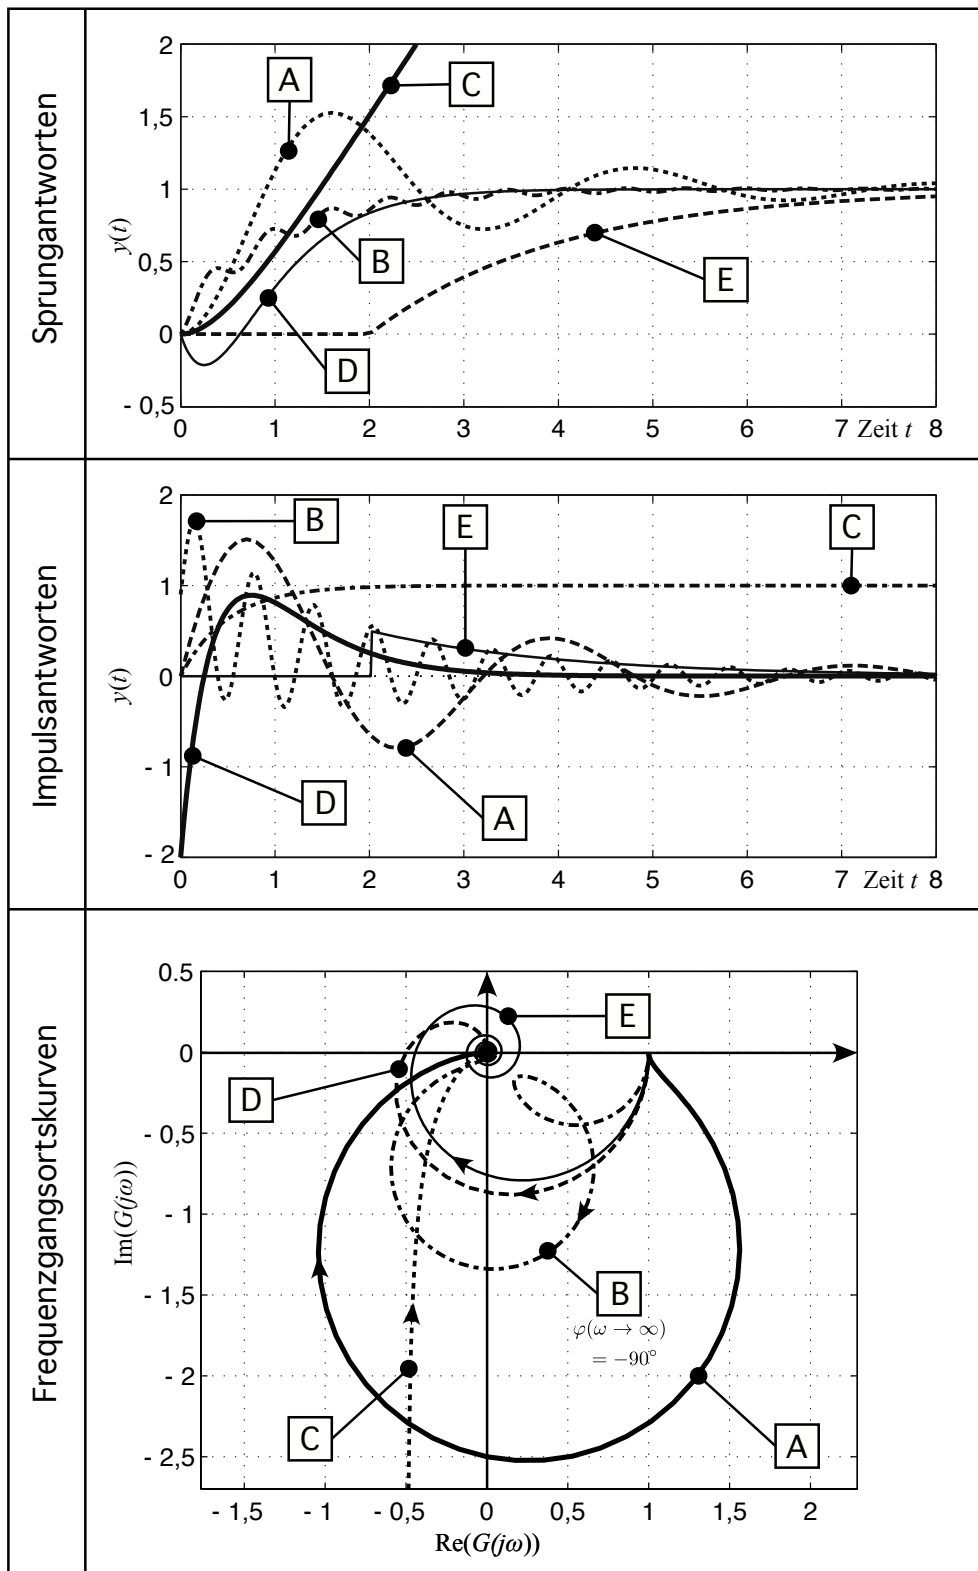 Sprungantworten
2
1,5
1
0,5
0
- 0,5
y(t)
A
C
B
E
D
0 1 2 3 4 5 6 7 Zeit t 8
Impulsantworten
2
1
0
- 1
- 2
y(t)
B
E
C
D
A
0 1 2 3 4 5 6 7 Zeit t 8
Frequenzgangsortskurven
0.5
0
- 0,5
- 1
- 1,5
- 2
- 2,5
Im(G(jω))
E
D
B
φ(ω → ∞)
= −90°
C
A
- 1,5 - 1 - 0,5 0 0,5 1 1,5 2
Re(G(jω))